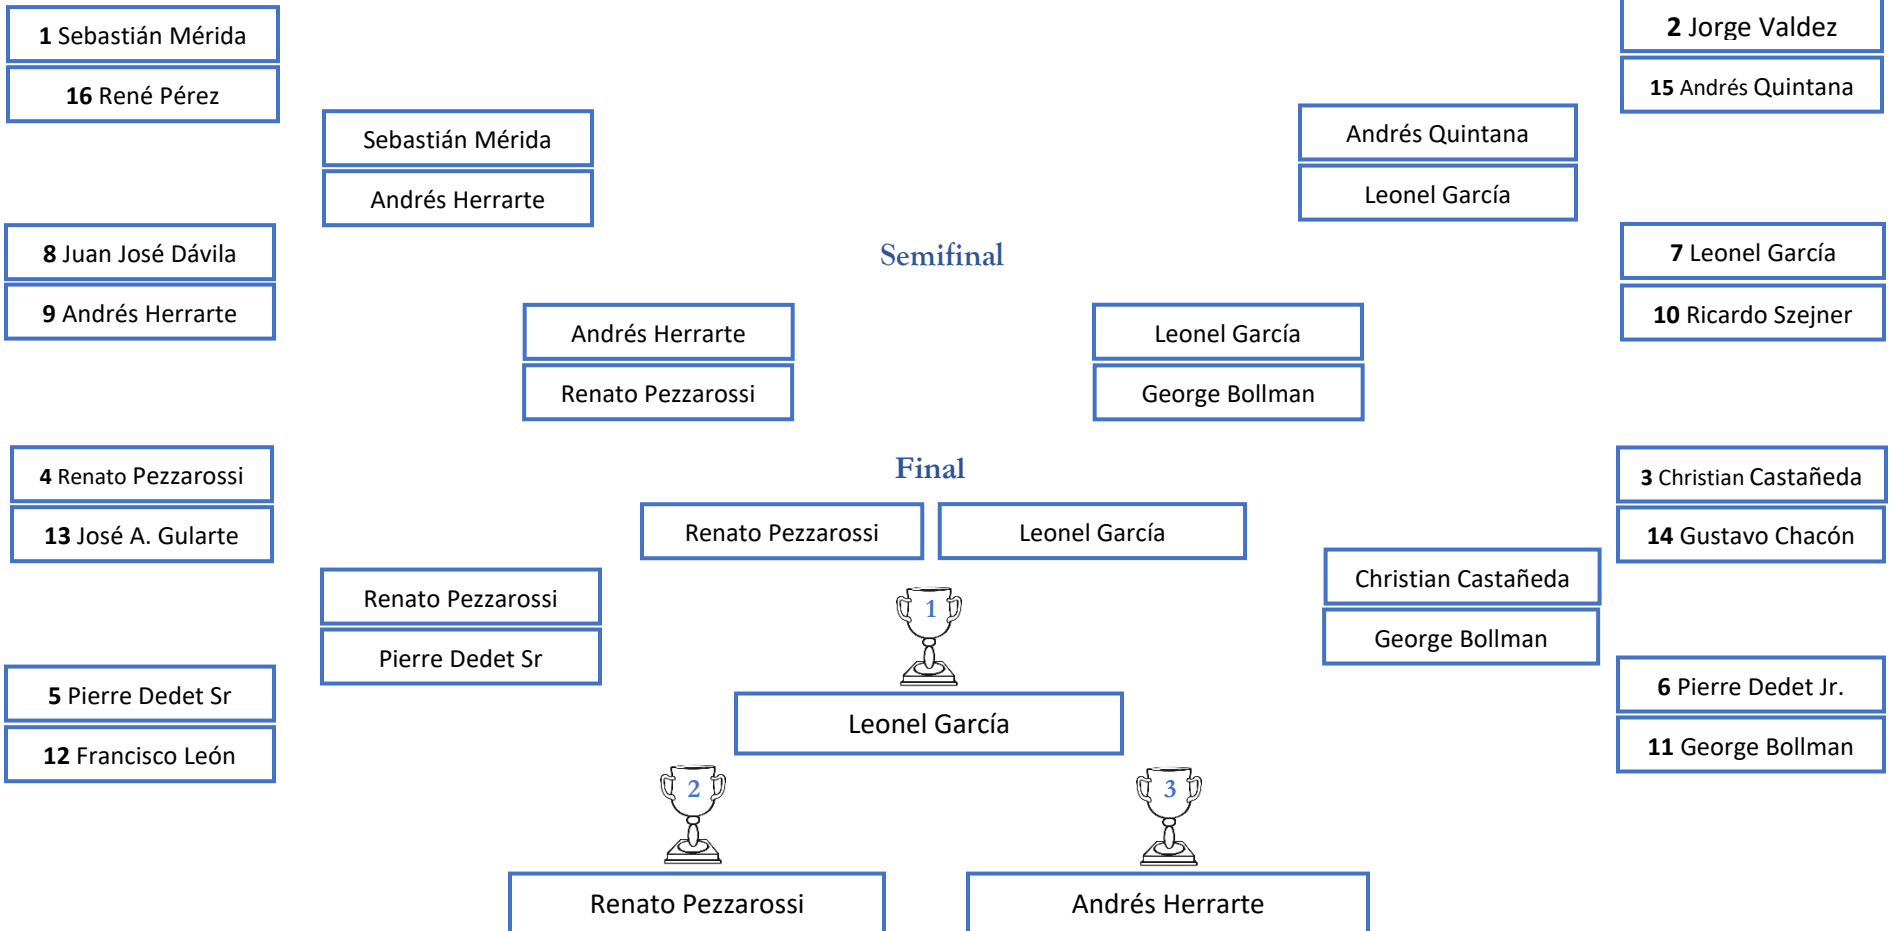 1 Sebastián Mérida
16 René Pérez
2 Jorge Valdez
15 Andrés Quintana
Sebastián Mérida
Andrés Herrarte
Andrés Quintana
Leonel García
8 Juan José Dávila
9 Andrés Herrarte
Semifinal
7 Leonel García
10 Ricardo Szejner
Andrés Herrarte
Renato Pezzarossi
Leonel García
George Bollman
4 Renato Pezzarossi
13 José A. Gularte
Final
3 Christian Castañeda
14 Gustavo Chacón
Renato Pezzarossi
Leonel García
Renato Pezzarossi
Pierre Dedet Sr
1
Christian Castañeda
George Bollman
5 Pierre Dedet Sr
12 Francisco León
Leonel García
6 Pierre Dedet Jr.
11 George Bollman
2
3
Renato Pezzarossi
Andrés Herrarte